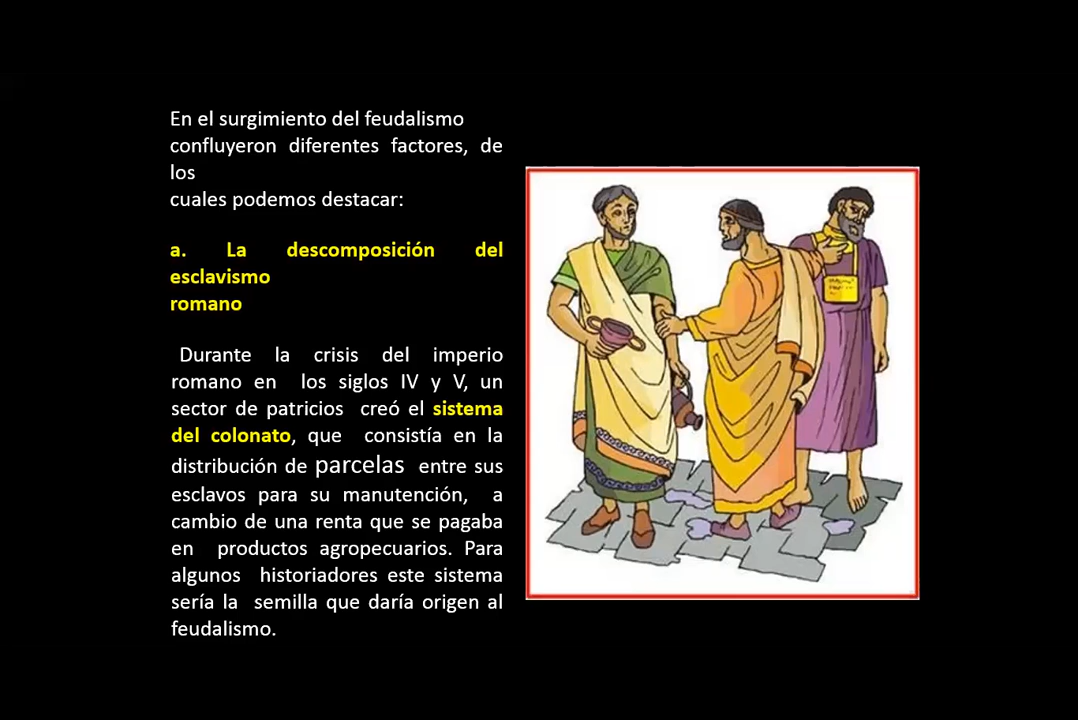 En el surgimiento del feudalismo
confluyeron diferentes factores, de
los
cuales podemos destacar:
a. La descomposición del
esclavismo
romano
Durante la crisis del imperio
romano en los siglos IV y V, un
sector de patricios creó el sistema
del colonato, que consistía en la
distribución de parcelas entre sus
esclavos para su manutención, a
cambio de una renta que se pagaba
en productos agropecuarios. Para
algunos historiadores este sistema
sería la semilla que daría origen al
feudalismo.